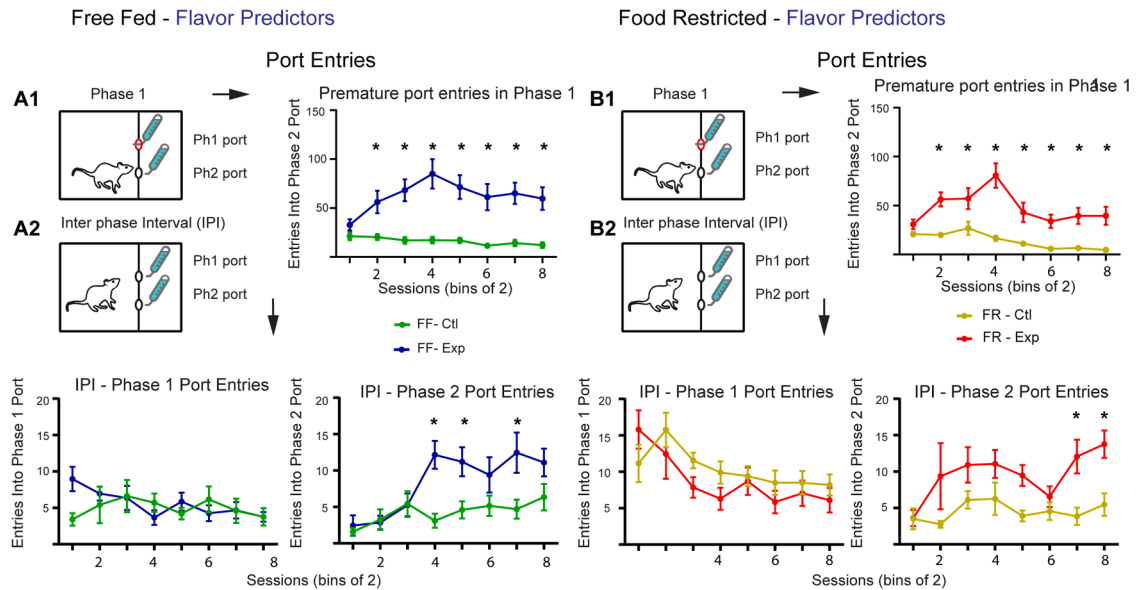 Free Fed - Flavor Predictors
Port Entries
A1
Phase 1
Ph1 port
Ph2 port
A2
Inter phase Interval (IPI)
Ph1 port
Ph2 port
Premature port entries in Phase 1
Entries Into Phase 2 Port
150
100
50
* * * * * * *
2 4 6 8
Sessions (bins of 2)
FF- Ctl
FF- Exp
IPI - Phase 1 Port Entries
Entries Into Phase 1 Port
20
15
10
5
2 4 6 8
IPI - Phase 2 Port Entries
Entries Into Phase 2 Port
20
15
10
5
* * *
4 6 8
Sessions (bins of 2)
Food Restricted - Flavor Predictors
Port Entries
B1
Phase 1
Ph1 port
Ph2 port
B2
Inter phase Interval (IPI)
Ph1 port
Ph2 port
Premature port entries in Phase 1
Entries Into Phase 2 Port
150
100
50
* * * * * * *
2 4 6 8
Sessions (bins of 2)
FR - Ctl
FR - Exp
IPI - Phase 1 Port Entries
Entries Into Phase 1 Port
20
15
10
5
4 6 8
IPI - Phase 2 Port Entries
Entries Into Phase 2 Port
20
15
10
5
* *
2 4 6 8
Sessions (bins of 2)